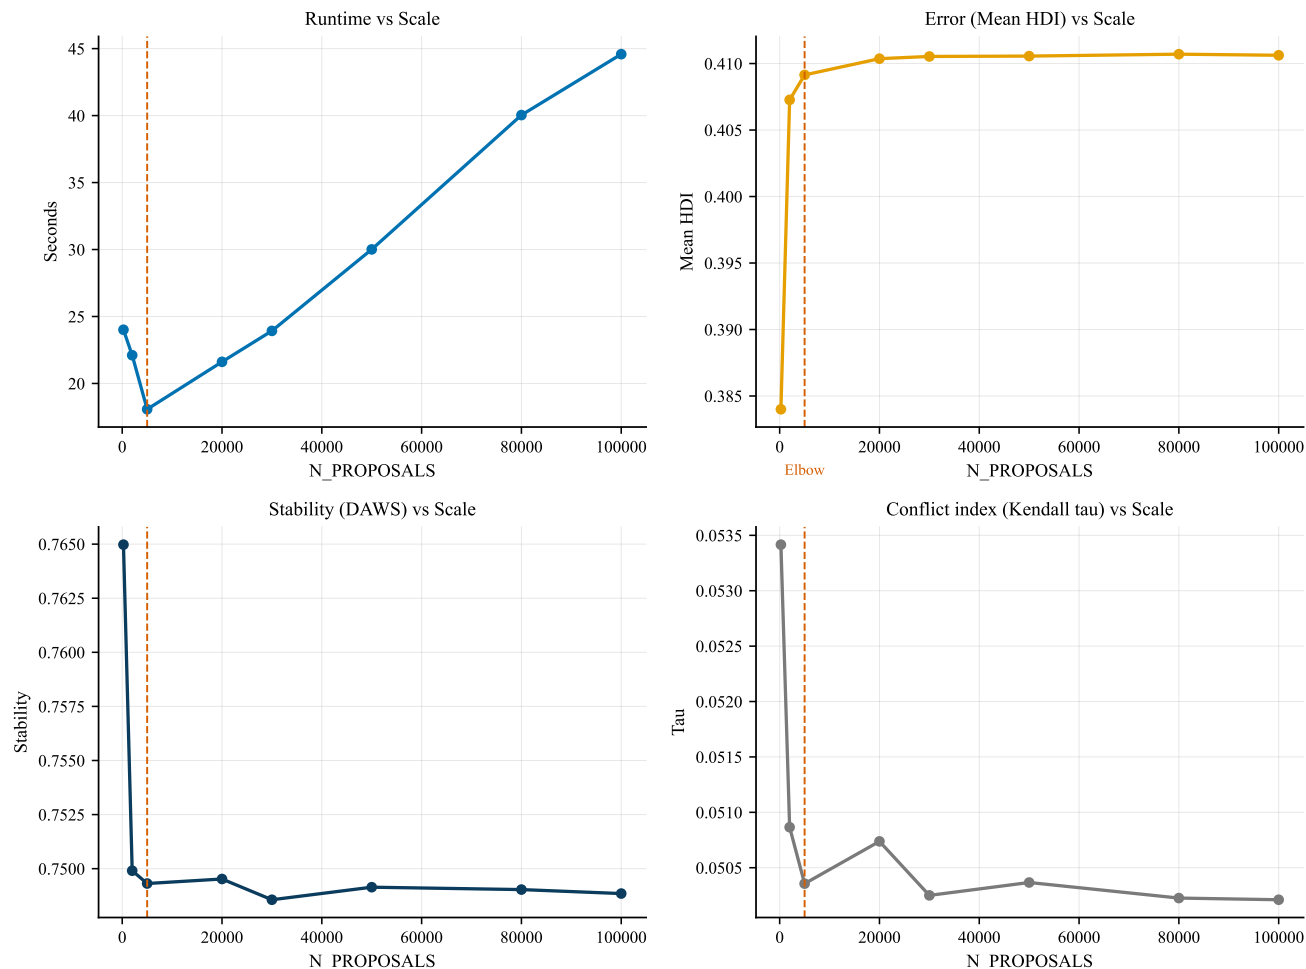 Runtime vs Scale
Seconds
45
40
35
30
25
20
0 20000 40000 60000 80000 100000
N_PROPOSALS
Error (Mean HDI) vs Scale
Mean HDI
0.410
0.405
0.400
0.395
0.390
0.385
0 20000 40000 60000 80000 100000
Elbow
N_PROPOSALS
Stability (DAWS) vs Scale
Stability
0.7650
0.7625
0.7600
0.7575
0.7550
0.7525
0.7500
0 20000 40000 60000 80000 100000
N_PROPOSALS
Conflict index (Kendall tau) vs Scale
Tau
0.0535
0.0530
0.0525
0.0520
0.0515
0.0510
0.0505
0 20000 40000 60000 80000 100000
N_PROPOSALS